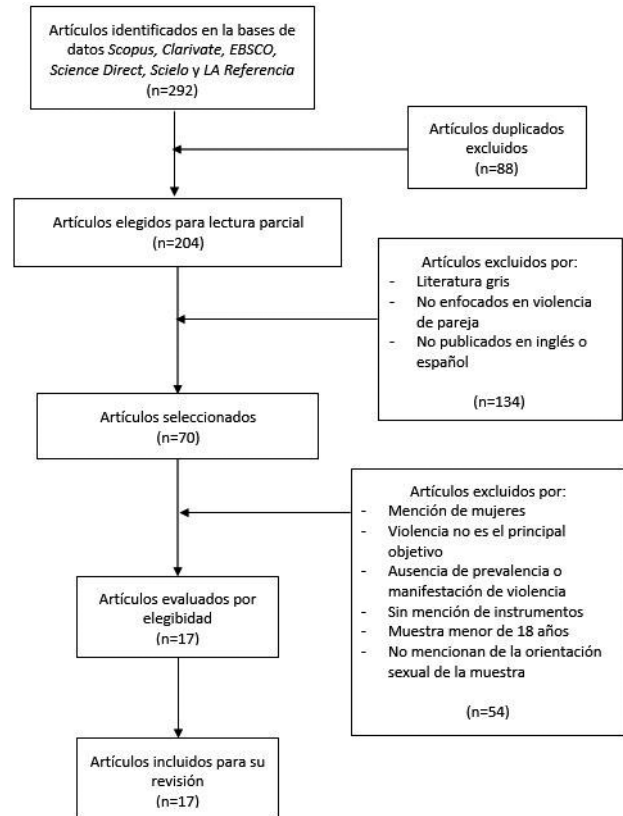 Artículos identificados en la bases de
datos Scopus, Clarivate, EBSCO,
Science Direct, Scielo y LA Referencia
(n=292)
Artículos duplicados
excluidos
(n=88)
Artículos elegidos para lectura parcial
(n=204)
Artículos excluidos por:
- Literatura gris
- No enfocados en violencia
de pareja
- No publicados en inglés o
español
(n=134)
Artículos seleccionados
(n=70)
Artículos excluidos por:
- Mención de mujeres
- Violencia no es el principal
objetivo
- Ausencia de prevalencia o
manifestación de violencia
- Sin mención de instrumentos
- Muestra menor de 18 años
- No mencionan de la orientación
sexual de la muestra
(n=54)
Artículos evaluados por
elegibidad
(n=17)
Artículos incluidos para su
revisión
(n=17)